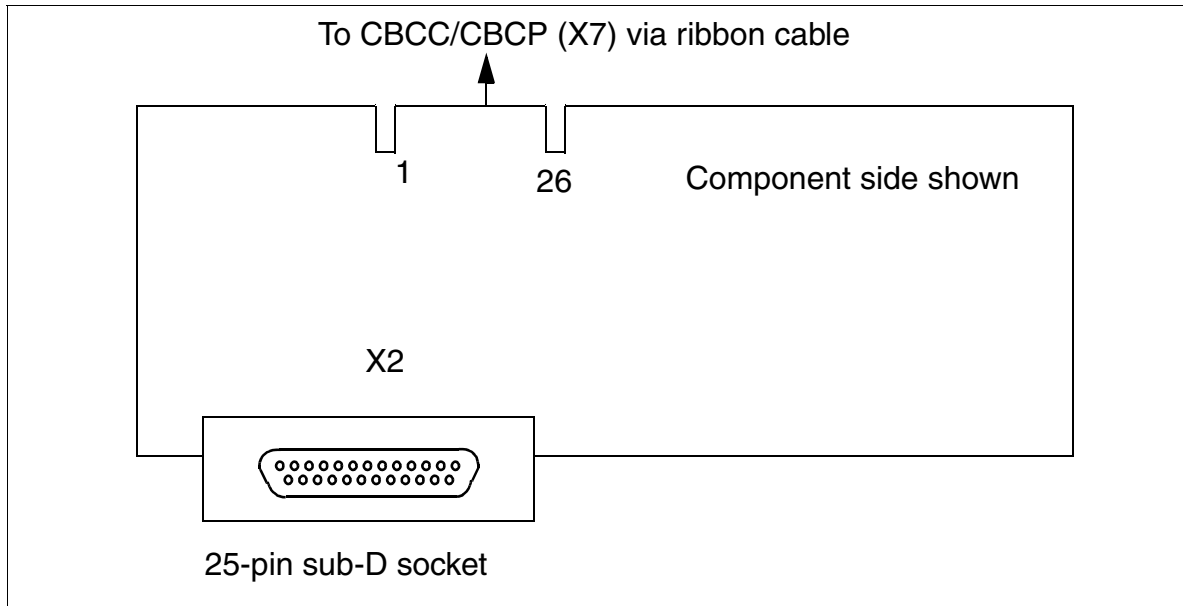 To CBCC/CBCP (X7) via ribbon cable
1
26
Component side shown
X2
25-pin sub-D socket